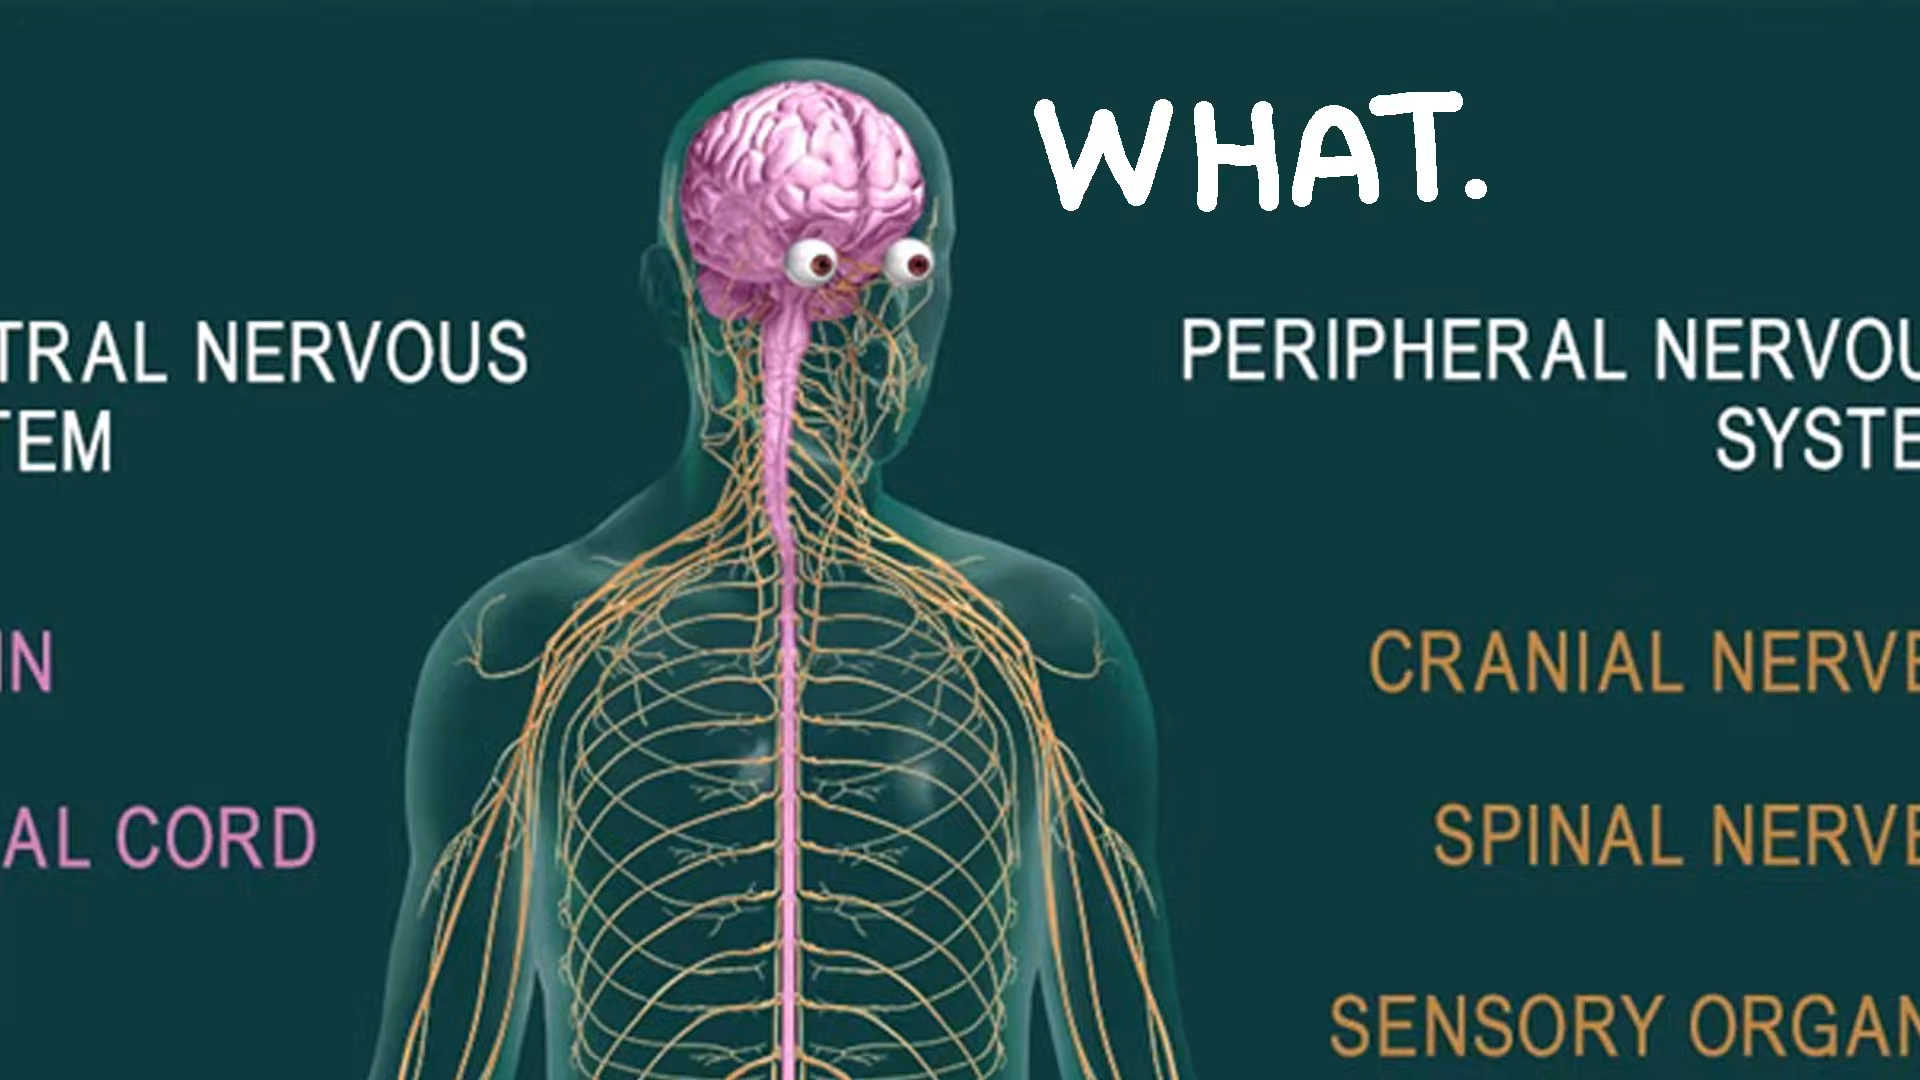 WHAT.
TRAL NERVOUS
TEM
PERIPHERAL NERVOU
SYSTE
IN
AL CORD
CRANIAL NERVE
SPINAL NERVE
SENSORY ORGAN